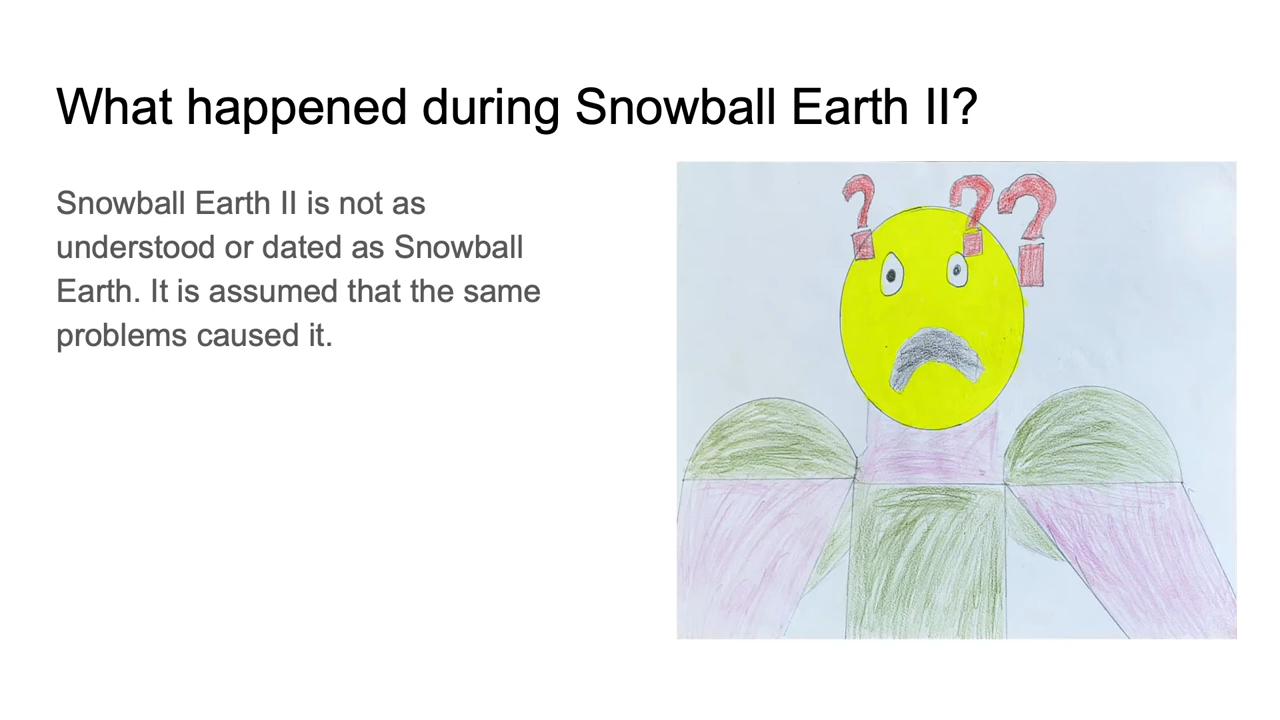 What happened during Snowball Earth II?
Snowball Earth II is not as
understood or dated as Snowball
Earth. It is assumed that the same
problems caused it.
? ? ?